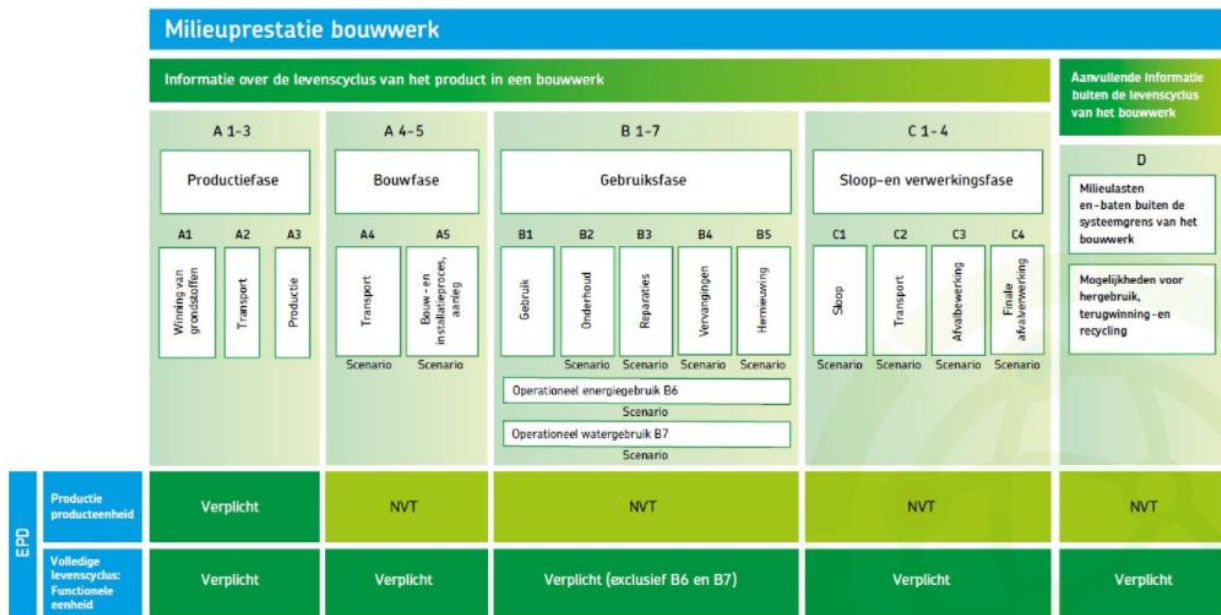 Milieuprestatie bouwwerk
Informatie over de levenscyclus van het product in een bouwwerk
Aanvullende informatie
buiten de levenscyclus
van het bouwwerk
A 1-3
Productiefase
A1
A2
A3
Winning van
grondstoffen
Transport
Productie
A 4-5
Bouwfase
A4
A5
Transport
Bouw- en
installatieproces,
aanleg
Scenario
Scenario
B 1-7
Gebruiksfase
B1
B2
B3
B4
B5
Gebruik
Onderhoud
Reparaties
Vervangingen
Hernieuwing
Scenario
Scenario
Scenario
Scenario
Operationeel energiegebruik B6
Scenario
Operationeel watergebruik B7
Scenario
C 1-4
Sloop-en verwerkingsfase
C1
C2
C3
C4
Sloop
Transport
Afvalbewerking
Finale
afvalverwerking
Scenario
Scenario
Scenario
Scenario
D
Milieulasten
en-baten buiten de
systeemgrens van het
bouwwerk
Mogelijkheden voor
hergebruik,
terugwinning-en
recycling
EPD
Productie
producteenheid
Verplicht
NVT
NVT
NVT
NVT
Volledige
levenscyclus:
Functionele
eenheid
Verplicht
Verplicht
Verplicht (exclusief B6 en B7)
Verplicht
Verplicht